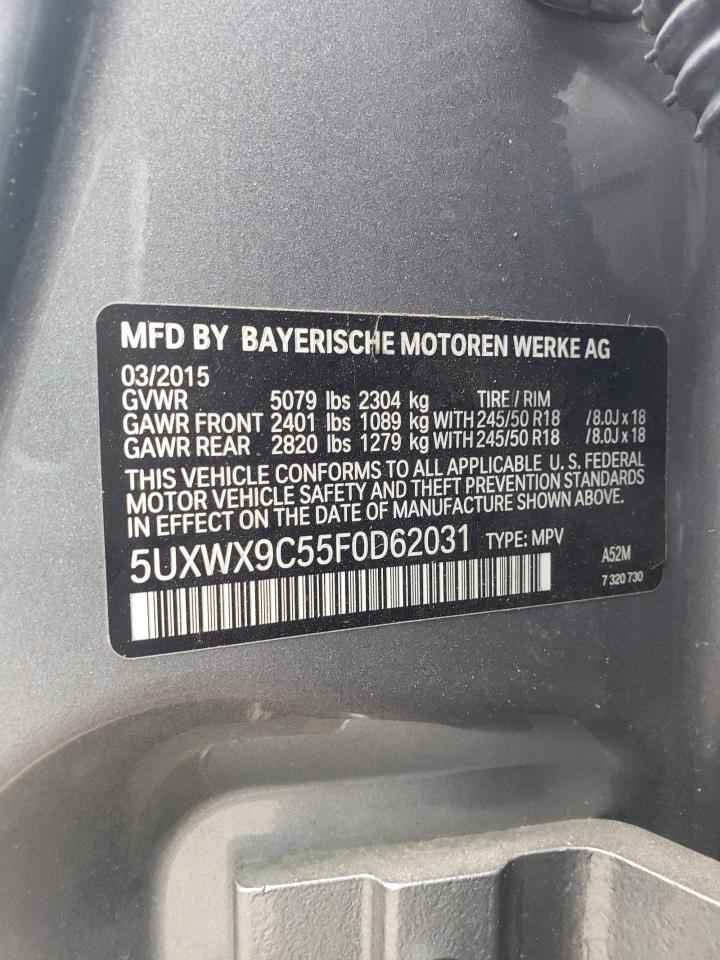 MFD BY BAYERISCHE MOTOREN WERKE AG
03/2015
GVWR 5079 lbs 2304 kg TIRE / RIM
GAWR FRONT 2401 lbs 1089 kg WITH 245/50 R18 /8.0J x 18
GAWR REAR 2820 lbs 1279 kg WITH 245/50 R18 /8.0J x 18
THIS VEHICLE CONFORMS TO ALL APPLICABLE U. S. FEDERAL
MOTOR VEHICLE SAFETY AND THEFT PREVENTION STANDARDS
IN EFFECT ON THE DATE OF MANUFACTURE SHOWN ABOVE.
5UXWX9C55F0D62031 TYPE: MPV A52M
7 320 730